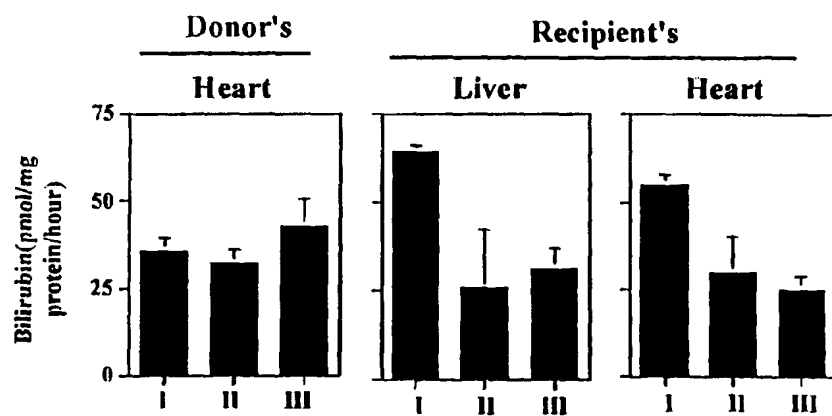 Donor's Recipient's
Heart Liver Heart
Bilirubin(pmol/mg
protein/hour)
75
50
25
0
I II III I II III I II III